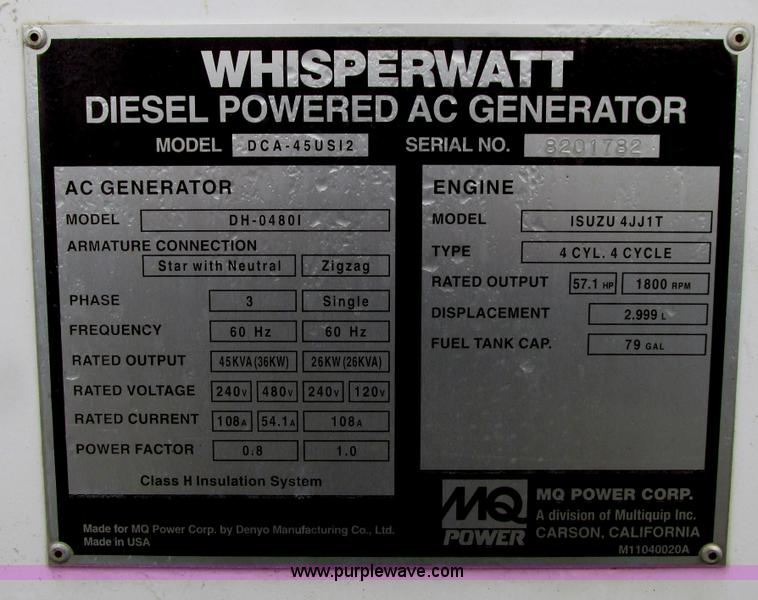 WHISPERWATT
DIESEL POWERED AC GENERATOR
MODEL DCA-45USI2 SERIAL NO. 8201782
AC GENERATOR
MODEL DH-0480I
ARMATURE CONNECTION
Star with Neutral Zigzag
PHASE 3 Single
FREQUENCY 60 Hz 60 Hz
RATED OUTPUT 45KVA(36KW) 26KW(26KVA)
RATED VOLTAGE 240V 480V 240V 120V
RATED CURRENT 108A 54.1A 108A
POWER FACTOR 0.8 1.0
Class H Insulation System
ENGINE
MODEL ISUZU 4JJ1T
TYPE 4 CYL. 4 CYCLE
RATED OUTPUT 57.1 HP 1800 RPM
DISPLACEMENT 2.999 L
FUEL TANK CAP. 79 GAL
Made for MQ Power Corp. by Denyo Manufacturing Co., Ltd.
Made in USA
MQ
POWER
MQ POWER CORP.
A division of Multiquip Inc.
CARSON, CALIFORNIA
M11040020A
www.purplewave.com